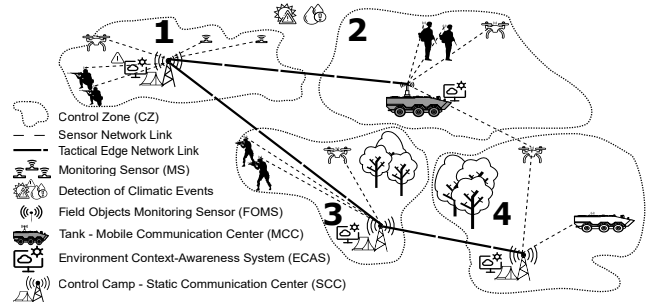 1
2
3
4
Control Zone (CZ)
Sensor Network Link
Tactical Edge Network Link
Monitoring Sensor (MS)
Detection of Climatic Events
Field Objects Monitoring Sensor (FOMS)
Tank - Mobile Communication Center (MCC)
Environment Context-Awareness System (ECAS)
Control Camp - Static Communication Center (SCC)